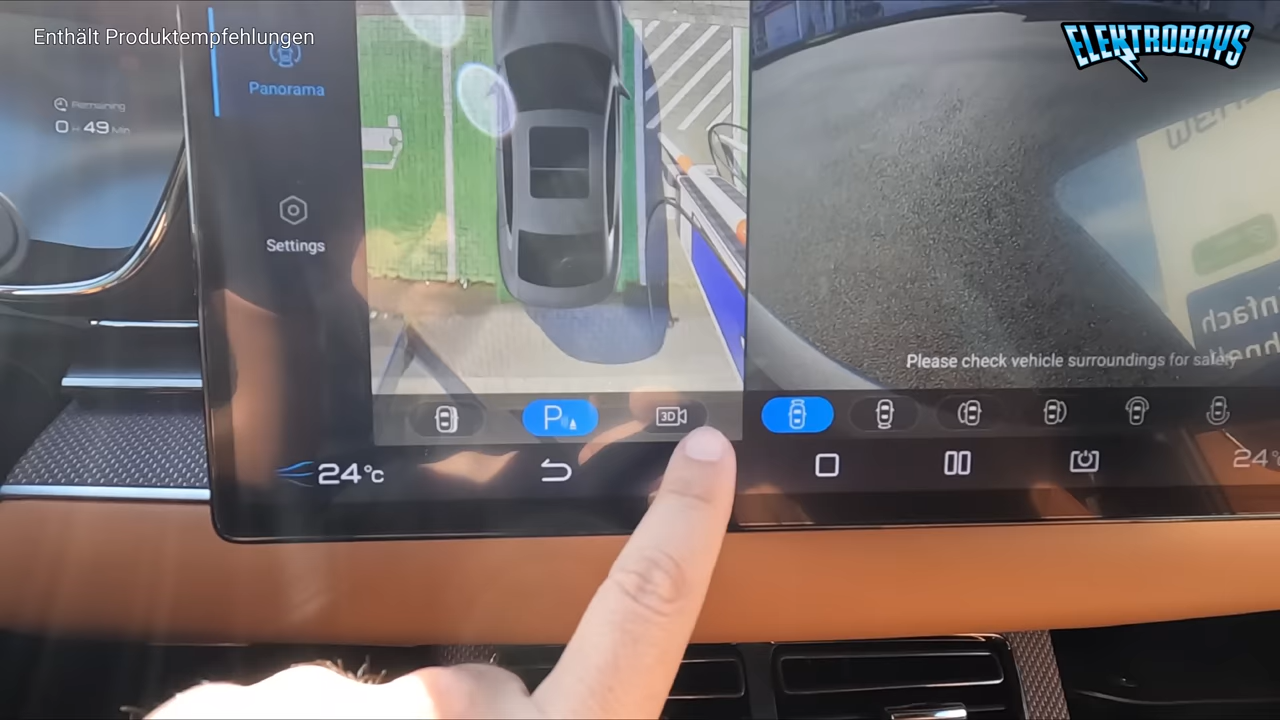 Enthält Produktempfehlungen
ELEKTROBAYS
Remaining
0 H 49 Min
Panorama
Settings
Please check vehicle surroundings for safety
P
3D
24°c
24°